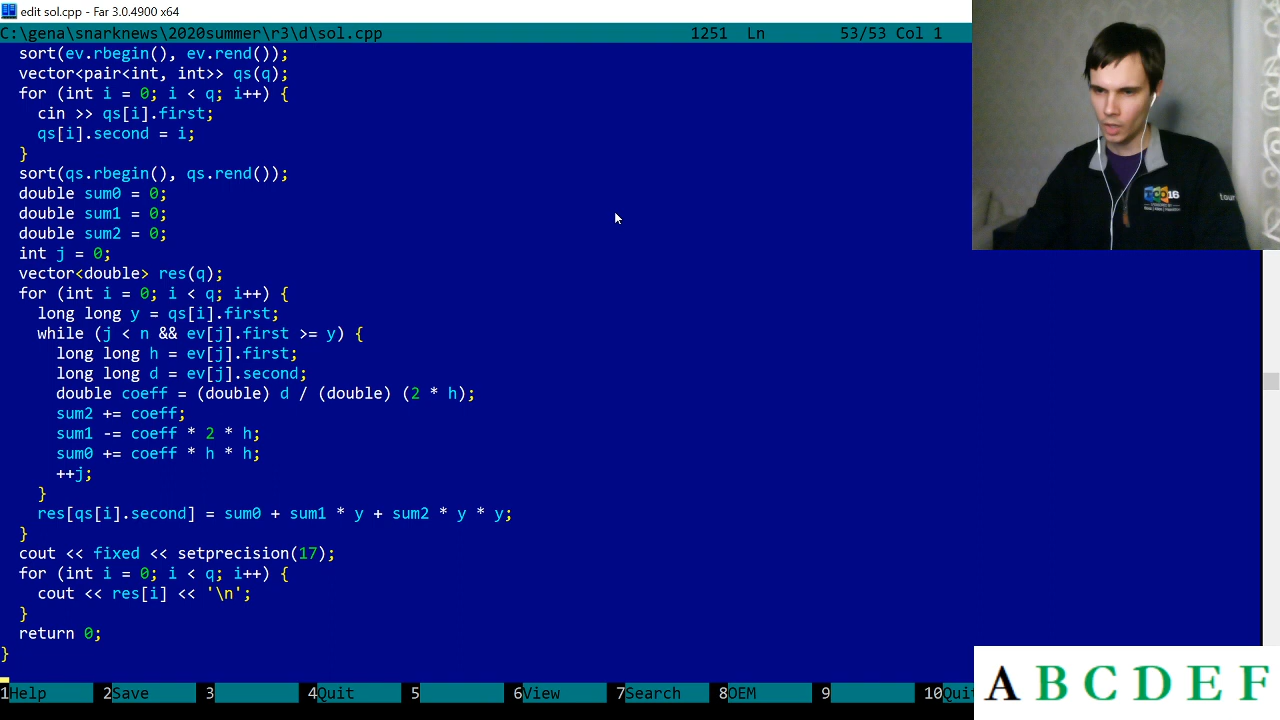 edit sol.cpp - Far 3.0.4900 x64
C:\gena\snarknews\2020summer\r3\d\sol.cpp 1251 Ln 53/53 Col 1
sort(ev.rbegin(), ev.rend());
vector<pair<int, int>> qs(q);
for (int i = 0; i < q; i++) {
cin >> qs[i].first;
qs[i].second = i;
}
sort(qs.rbegin(), qs.rend());
double sum0 = 0;
double sum1 = 0;
double sum2 = 0;
int j = 0;
vector<double> res(q);
for (int i = 0; i < q; i++) {
long long y = qs[i].first;
while (j < n && ev[j].first >= y) {
long long h = ev[j].first;
long long d = ev[j].second;
double coeff = (double) d / (double) (2 * h);
sum2 += coeff;
sum1 -= coeff * 2 * h;
sum0 += coeff * h * h;
++j;
}
res[qs[i].second] = sum0 + sum1 * y + sum2 * y * y;
}
cout << fixed << setprecision(17);
for (int i = 0; i < q; i++) {
cout << res[i] << '\n';
}
return 0;
}
1Help 2Save 3 4Quit 5 6View 7Search 8OEM 9 10Qui
A B C D E F